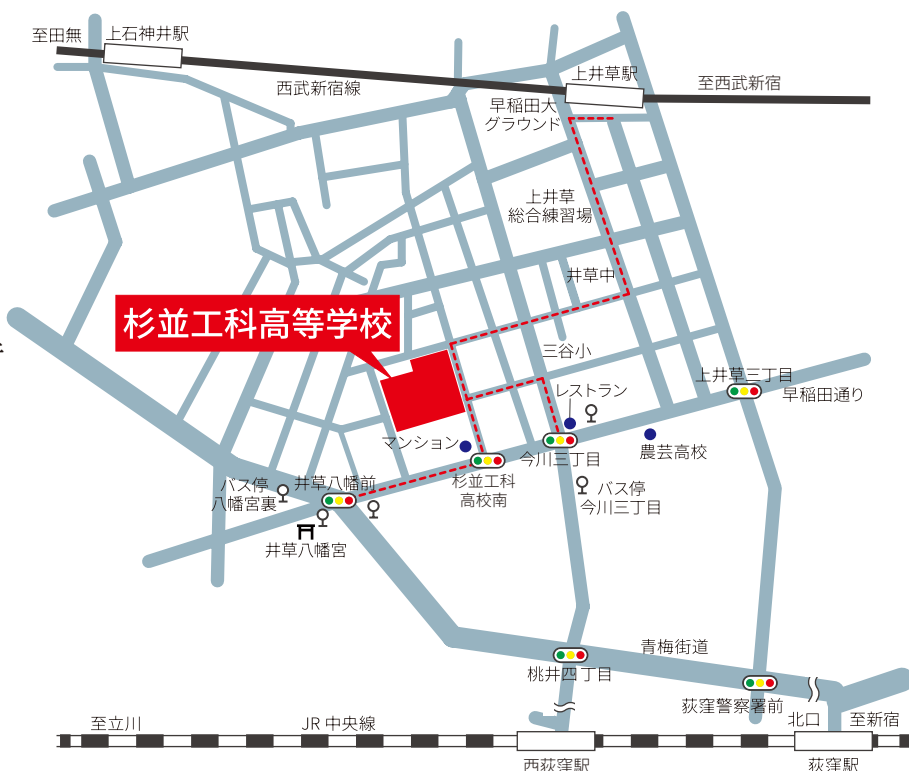 至田無
上石神井駅
西武新宿線
上井草駅
至西武新宿
早稲田大
グラウンド
上井草
総合練習場
井草中
杉並工科高等学校
三谷小
上井草三丁目
早稲田通り
レストラン
マンション
今川三丁目
農芸高校
杉並工科
高校南
バス停
八幡宮裏
井草八幡前
バス停
今川三丁目
井草八幡宮
青梅街道
桃井四丁目
荻窪警察署前
北口
至新宿
至立川
JR中央線
西荻窪駅
荻窪駅